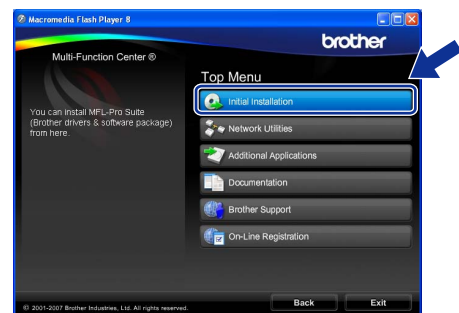 Macromedia Flash Player 8
brother
Multi-Function Center ®
Top Menu
Initial Installation
You can install MFL-Pro Suite
(Brother drivers & software package)
from here.
Network Utilities
Additional Applications
Documentation
Brother Support
On-Line Registration
© 2001-2007 Brother Industries, Ltd. All rights reserved.
Back
Exit